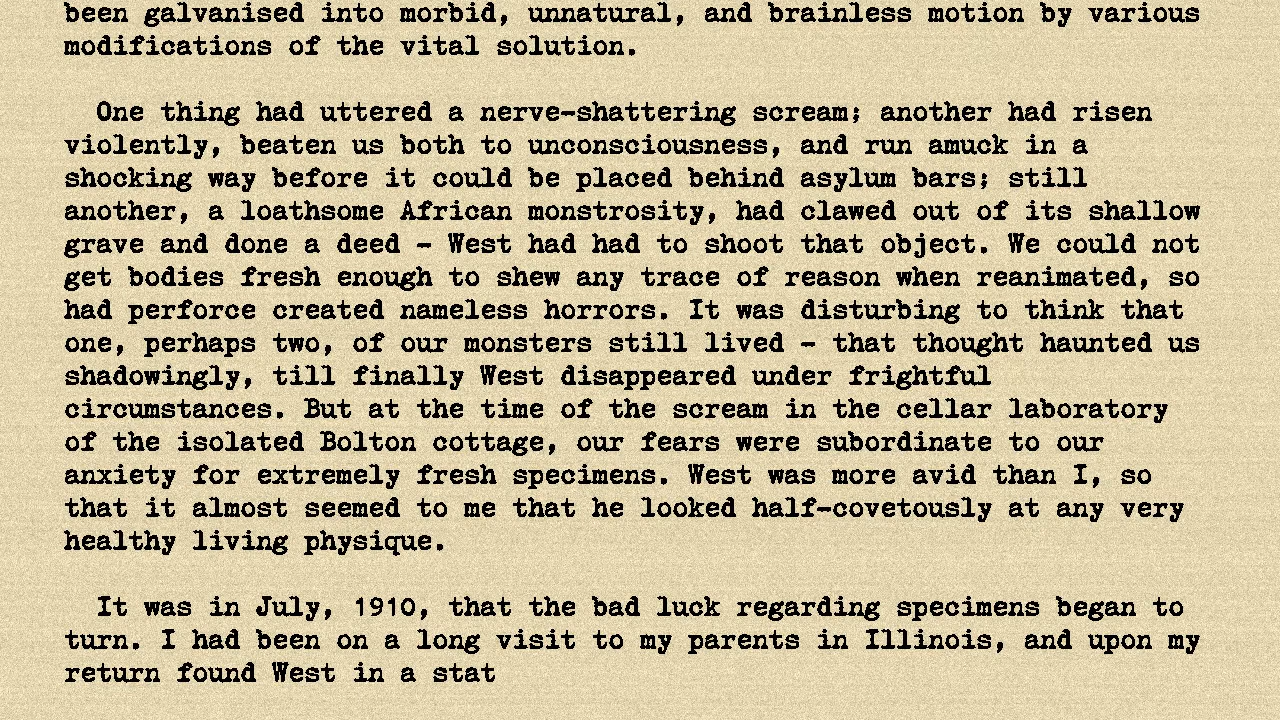 been galvanised into morbid, unnatural, and brainless motion by various
modifications of the vital solution.
One thing had uttered a nerve-shattering scream; another had risen
violently, beaten us both to unconsciousness, and run amuck in a
shocking way before it could be placed behind asylum bars; still
another, a loathsome African monstrosity, had clawed out of its shallow
grave and done a deed - West had had to shoot that object. We could not
get bodies fresh enough to shew any trace of reason when reanimated, so
had perforce created nameless horrors. It was disturbing to think that
one, perhaps two, of our monsters still lived - that thought haunted us
shadowingly, till finally West disappeared under frightful
circumstances. But at the time of the scream in the cellar laboratory
of the isolated Bolton cottage, our fears were subordinate to our
anxiety for extremely fresh specimens. West was more avid than I, so
that it almost seemed to me that he looked half-covetously at any very
healthy living physique.
It was in July, 1910, that the bad luck regarding specimens began to
turn. I had been on a long visit to my parents in Illinois, and upon my
return found West in a stat